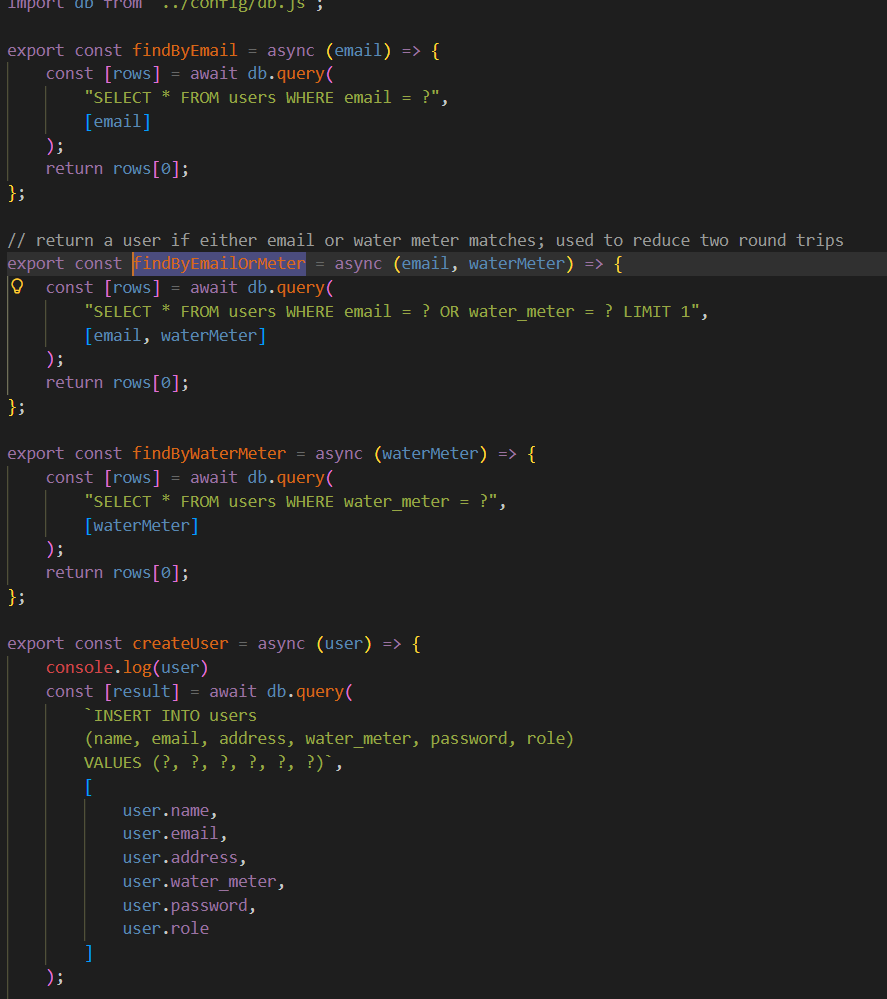 import db from "../config/db.js";
export const findByEmail = async (email) => {
    const [rows] = await db.query(
        "SELECT * FROM users WHERE email = ?",
        [email]
    );
    return rows[0];
};
// return a user if either email or water meter matches; used to reduce two round trips
export const findByEmailOrMeter = async (email, waterMeter) => {
    const [rows] = await db.query(
        "SELECT * FROM users WHERE email = ? OR water_meter = ? LIMIT 1",
        [email, waterMeter]
    );
    return rows[0];
};
export const findByWaterMeter = async (waterMeter) => {
    const [rows] = await db.query(
        "SELECT * FROM users WHERE water_meter = ?",
        [waterMeter]
    );
    return rows[0];
};
export const createUser = async (user) => {
    console.log(user)
    const [result] = await db.query(
        `INSERT INTO users
        (name, email, address, water_meter, password, role)
        VALUES (?, ?, ?, ?, ?, ?)`,
        [
            user.name,
            user.email,
            user.address,
            user.water_meter,
            user.password,
            user.role
        ]
    );